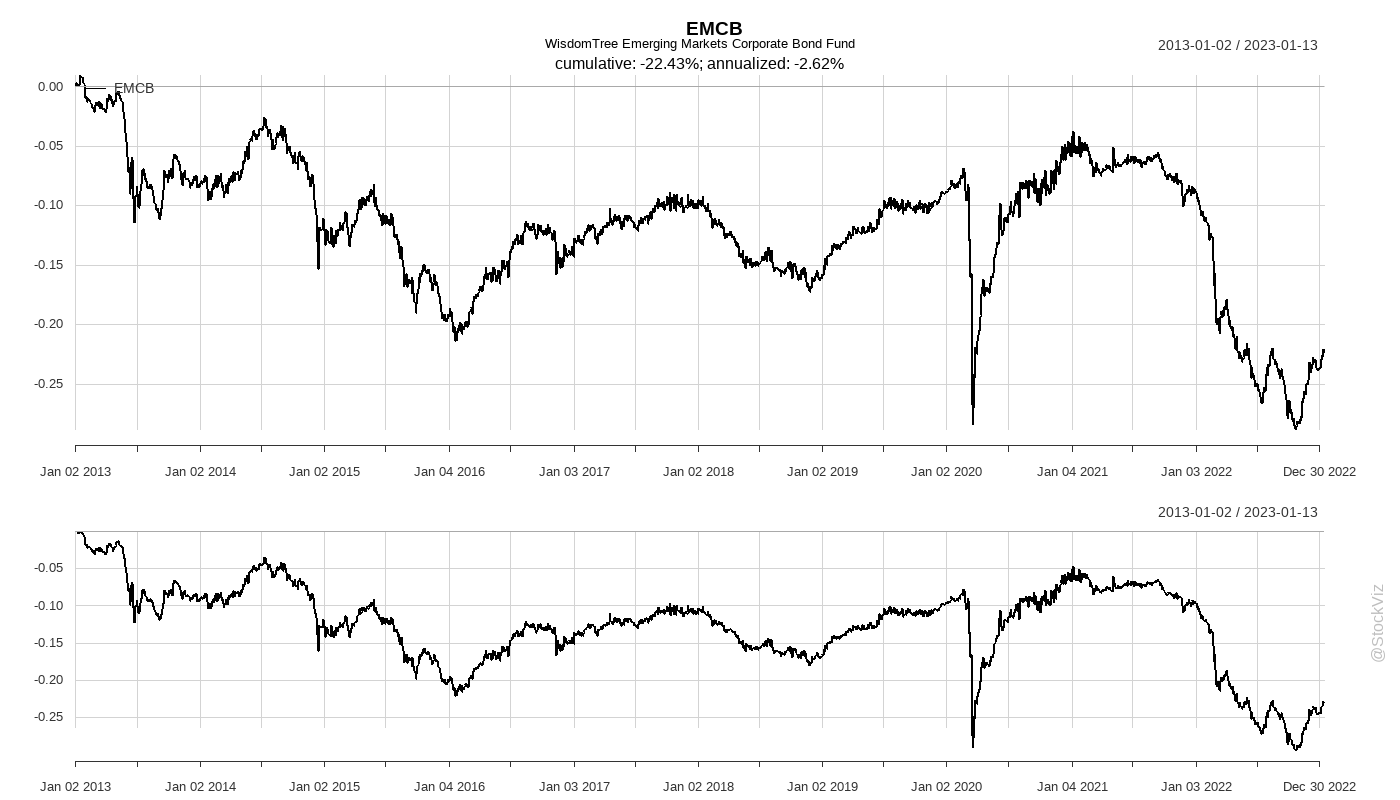 EMCB
WisdomTree Emerging Markets Corporate Bond Fund
2013-01-02 / 2023-01-13
cumulative: -22.43%; annualized: -2.62%
EMCB
0.00
-0.05
-0.10
-0.15
-0.20
-0.25
Jan 02 2013 Jan 02 2014 Jan 02 2015 Jan 04 2016 Jan 03 2017 Jan 02 2018 Jan 02 2019 Jan 02 2020 Jan 04 2021 Jan 03 2022 Dec 30 2022
2013-01-02 / 2023-01-13
-0.05
-0.10
-0.15
-0.20
-0.25
@StockViz
Jan 02 2013 Jan 02 2014 Jan 02 2015 Jan 04 2016 Jan 03 2017 Jan 02 2018 Jan 02 2019 Jan 02 2020 Jan 04 2021 Jan 03 2022 Dec 30 2022